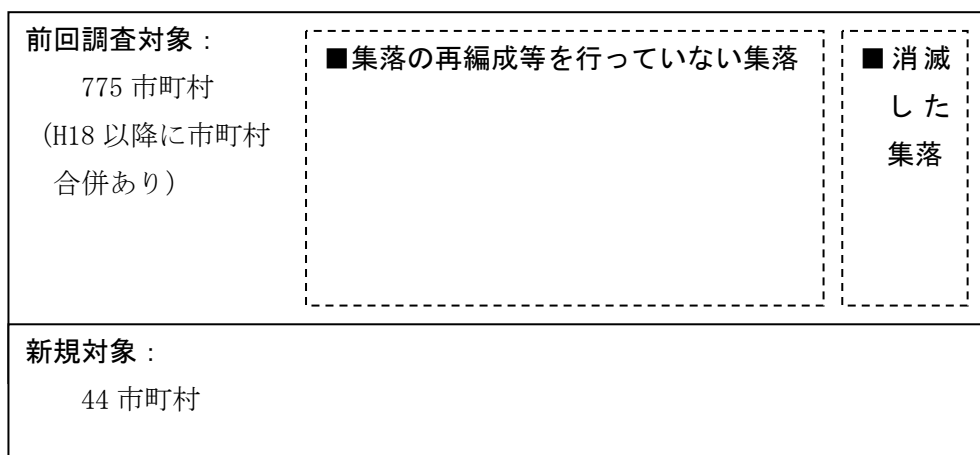 前回調査対象：
775 市町村
（H18 以降に市町村
合併あり）
■集落の再編成等を行っていない集落
■消滅
した
集落
新規対象：
44 市町村